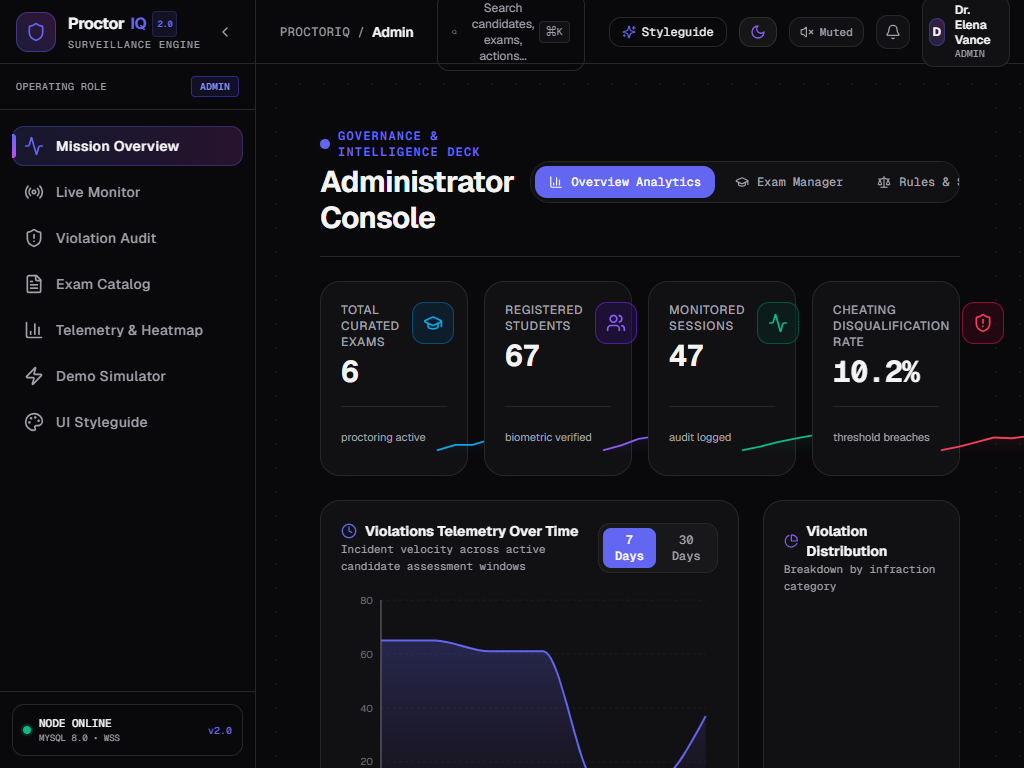 Proctor IQ 2.0
SURVEILLANCE ENGINE
OPERATING ROLE
ADMIN
Mission Overview
Live Monitor
Violation Audit
Exam Catalog
Telemetry & Heatmap
Demo Simulator
UI Styleguide
NODE ONLINE
MYSQL 8.0 • WSS
v2.0
PROCTORIQ / Admin
Search
candidates,
exams,
actions…
⌘K
Styleguide
Muted
D
Dr.
Elena
Vance
ADMIN
GOVERNANCE &
INTELLIGENCE DECK
Administrator
Console
Overview Analytics
Exam Manager
Rules &
TOTAL
CURATED
EXAMS
6
proctoring active
REGISTERED
STUDENTS
67
biometric verified
MONITORED
SESSIONS
47
audit logged
CHEATING
DISQUALIFICATION
RATE
10.2%
threshold breaches
Violations Telemetry Over Time
Incident velocity across active
candidate assessment windows
7
Days
30
Days
80
60
40
20
Violation
Distribution
Breakdown by infraction
category